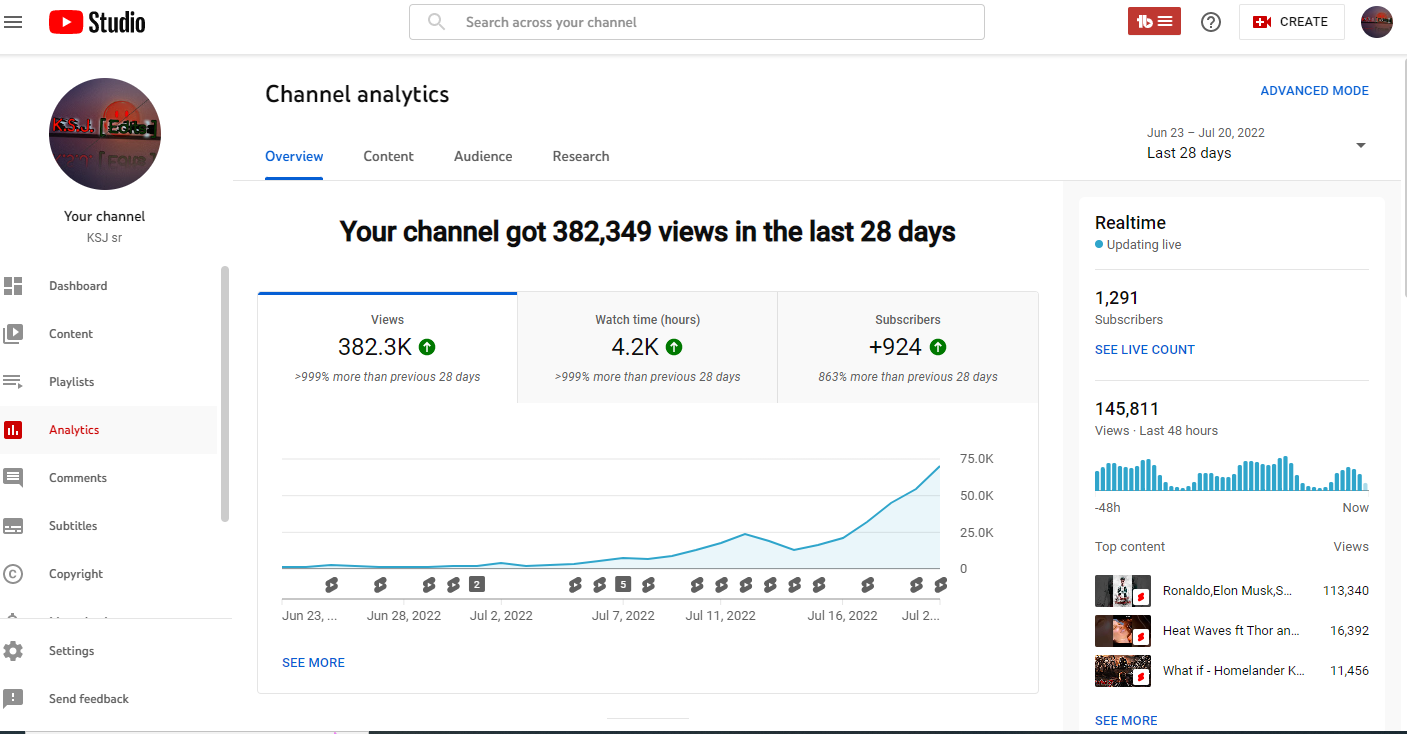 Studio
Search across your channel
CREATE
K.S.J. [Edits]
Your channel
KSJ sr
Dashboard
Content
Playlists
Analytics
Comments
Subtitles
Copyright
Settings
Send feedback
Channel analytics
ADVANCED MODE
Overview
Content
Audience
Research
Jun 23 – Jul 20, 2022
Last 28 days
Your channel got 382,349 views in the last 28 days
Views
382.3K
>999% more than previous 28 days
Watch time (hours)
4.2K
>999% more than previous 28 days
Subscribers
+924
863% more than previous 28 days
75.0K
50.0K
25.0K
0
2
5
Jun 23, ...
Jun 28, 2022
Jul 2, 2022
Jul 7, 2022
Jul 11, 2022
Jul 16, 2022
Jul 2...
SEE MORE
Realtime
Updating live
1,291
Subscribers
SEE LIVE COUNT
145,811
Views · Last 48 hours
-48h
Now
Top content
Views
Ronaldo,Elon Musk,S...
113,340
Heat Waves ft Thor an...
16,392
What if - Homelander K...
11,456
SEE MORE